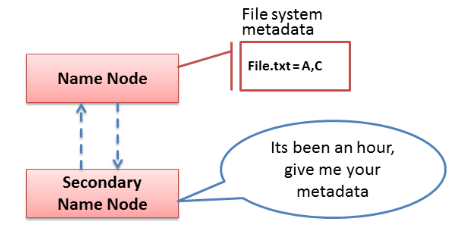 File system
metadata
Name Node
File.txt = A,C
Its been an hour,
give me your
metadata
Secondary
Name Node